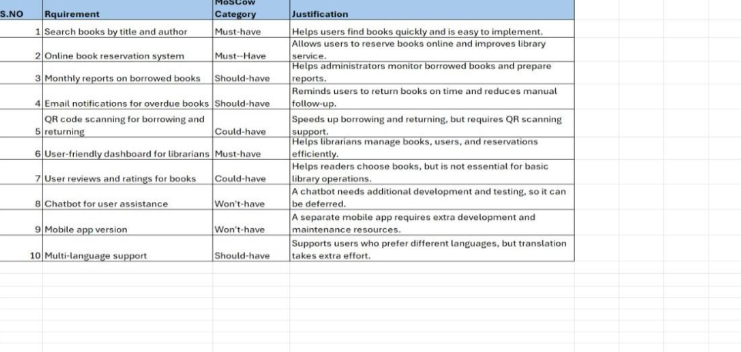 S.NO Rquirement MoSCow Category Justification
1 Search books by title and author Must-have Helps users find books quickly and is easy to implement.
2 Online book reservation system Must--Have Allows users to reserve books online and improves library service.
3 Monthly reports on borrowed books Should-have Helps administrators monitor borrowed books and prepare reports.
4 Email notifications for overdue books Should-have Reminds users to return books on time and reduces manual follow-up.
5 QR code scanning for borrowing and returning Could-have Speeds up borrowing and returning, but requires QR scanning support.
6 User-friendly dashboard for librarians Must-have Helps librarians manage books, users, and reservations efficiently.
7 User reviews and ratings for books Could-have Helps readers choose books, but is not essential for basic library operations.
8 Chatbot for user assistance Won't-have A chatbot needs additional development and testing, so it can be deferred.
9 Mobile app version Won't-have A separate mobile app requires extra development and maintenance resources.
10 Multi-language support Should-have Supports users who prefer different languages, but translation takes extra effort.